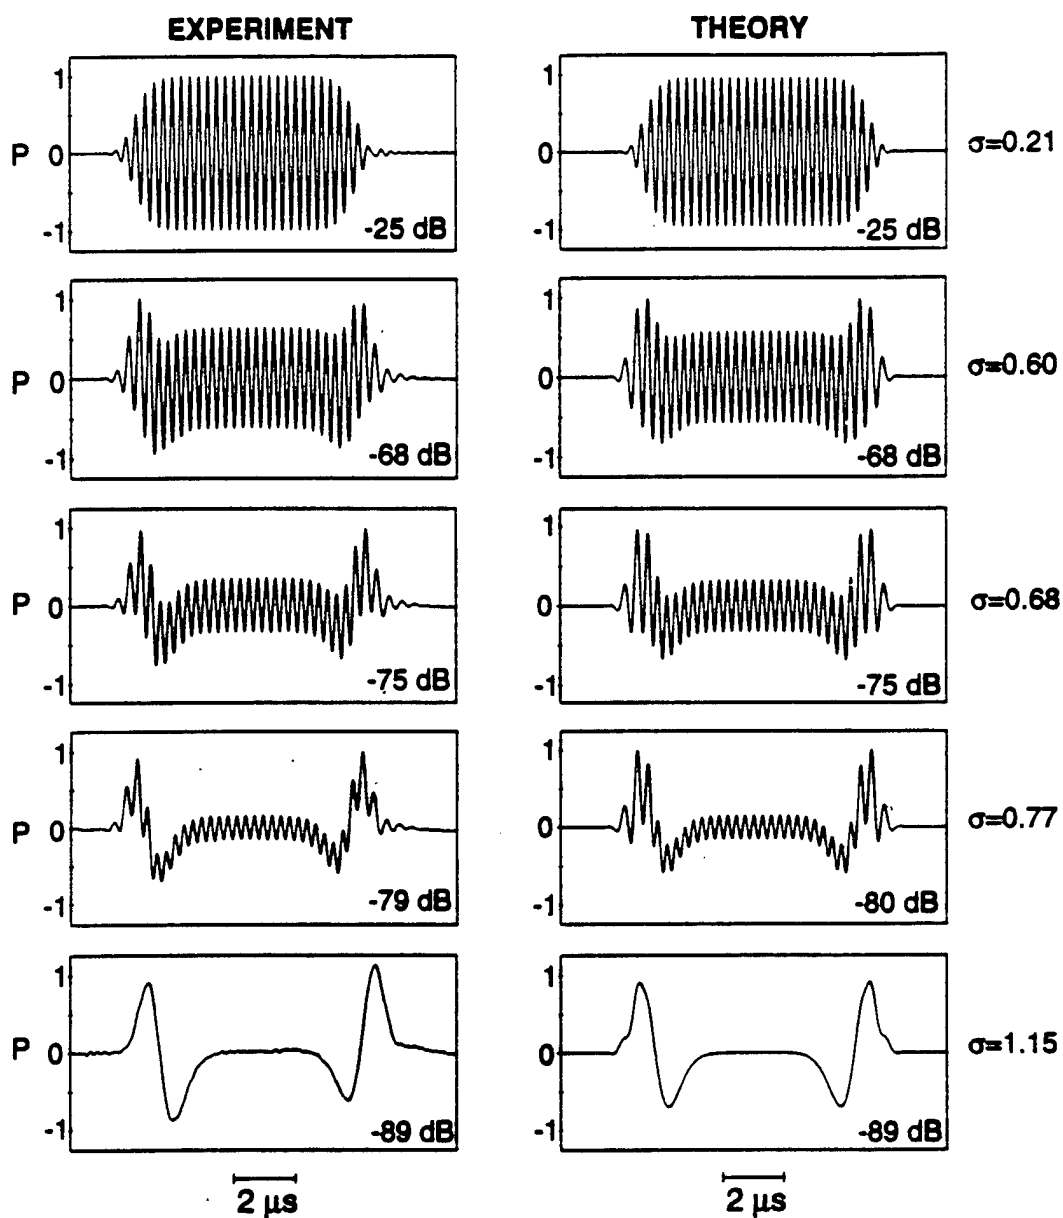 EXPERIMENT THEORY
1 1
P 0 0 σ=0.21
-1 -25 dB -1 -25 dB
1 1
P 0 0 σ=0.60
-1 -68 dB -1 -68 dB
1 1
P 0 0 σ=0.68
-1 -75 dB -1 -75 dB
1 1
P 0 0 σ=0.77
-1 -79 dB -1 -80 dB
1 1
P 0 0 σ=1.15
-1 -89 dB -1 -89 dB
2 μs 2 μs